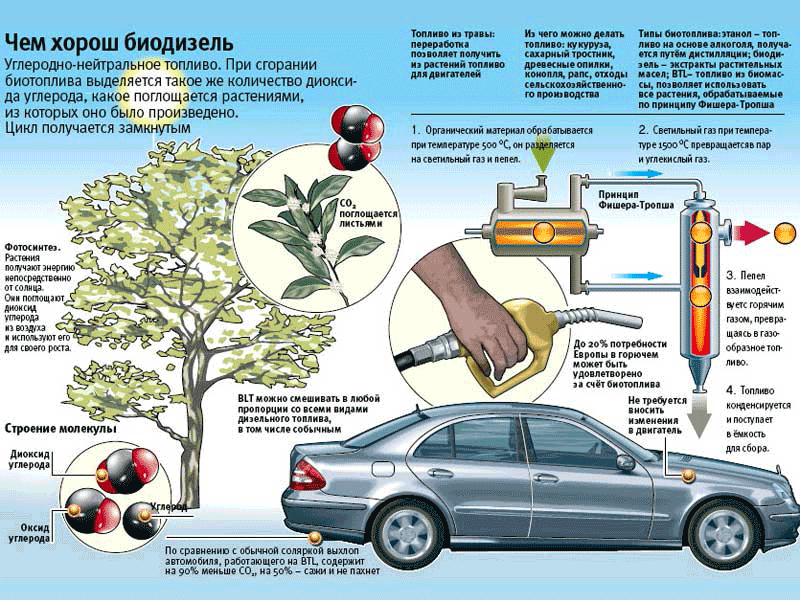 Чем хорош биодизель
Углеродно-нейтральное топливо. При сгорании
биотоплива выделяется такое же количество диокси-
да углерода, какое поглощается растениями,
из которых оно было произведено.
Цикл получается замкнутым
Топливо из травы:
переработка
позволяет получить
из растений топливо
для двигателей
Из чего можно делать
топливо: кукуруза,
сахарный тростник,
древесные опилки,
конопля, рапс, отходы
сельскохозяйственно-
го производства
Типы биотоплива: этанол – топ-
ливо на основе алкоголя, получа-
ется путём дистилляции; биоди-
зель – экстракты растительных
масел; BTL– топливо из биомас-
сы, позволяет использовать
все растения, обрабатываемые
по принципу Фишера-Тропша
1. Органический материал обрабатывается
при температуре 500 °C, он разделяется
на светильный газ и пепел.
2. Светильный газ при темпера-
туре 1500 °C превращается в пар
и углекислый газ.
Принцип
Фишера-Тропша
CO₂
поглощается
листьями
Фотосинтез.
Растения
получают энергию
непосредственно
от солнца.
Они поглощают
диоксид
углерода
из воздуха
и используют его
для своего роста.
3. Пепел
взаимодейст-
вует с горячим
газом, превра-
щаясь в газо-
образное топ-
ливо.
До 20% потребности
Европы в горючем
может быть
удовлетворено
за счёт биотоплива
4. Топливо
конденсируется
и поступает
в ёмкость
для сбора.
BLT можно смешивать в любой
пропорции со всеми видами
дизельного топлива,
в том числе с обычным
Не требуется
вносить
изменения
в двигатель
Строение молекулы
Диоксид
углерода
Углерод
Оксид
углерода
По сравнению с обычной соляркой выхлоп
автомобиля, работающего на BTL, содержит
на 90% меньше CO₂, на 50% – сажи и не пахнет